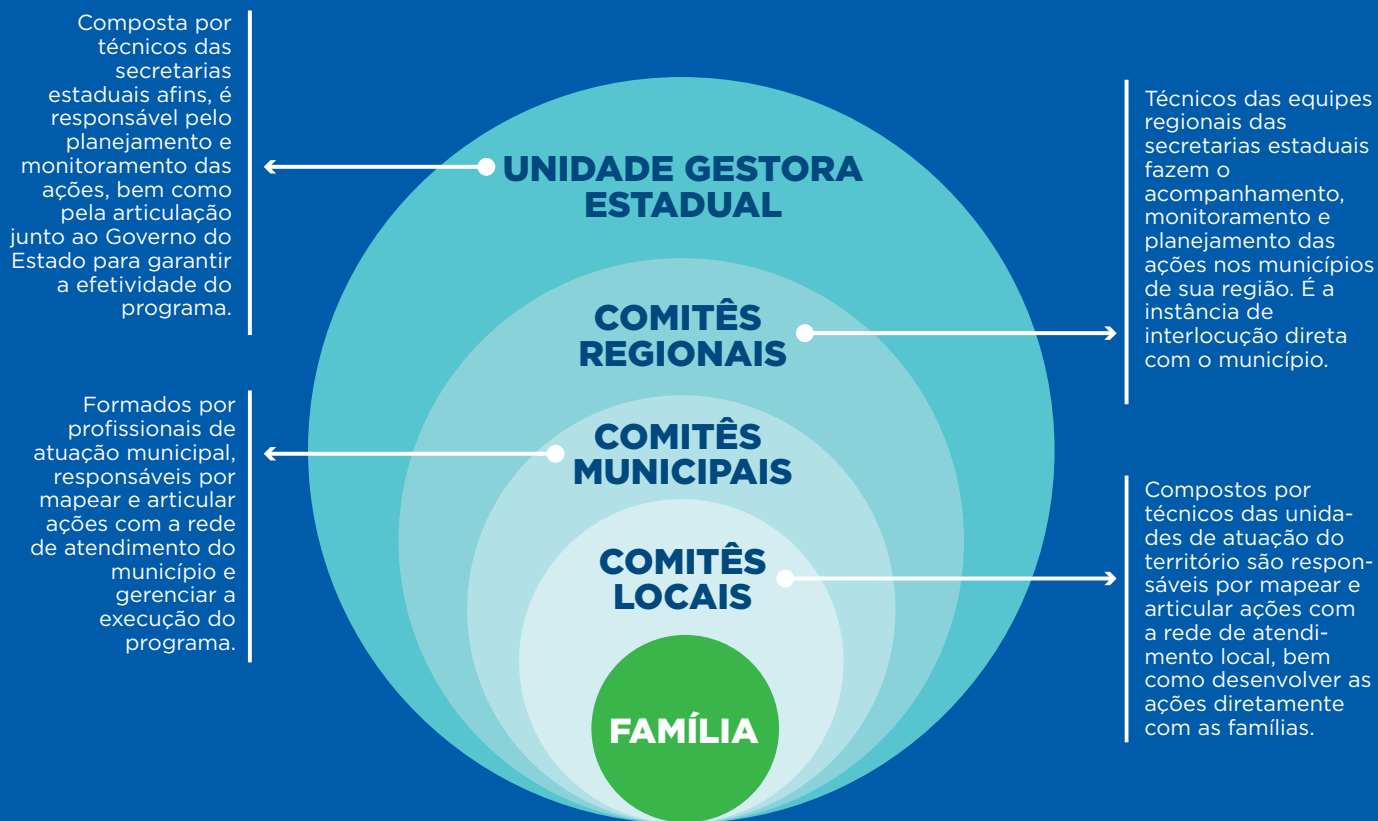 Composta por
técnicos das
secretarias
estaduais afins, é
responsável pelo
planejamento e
monitoramento das
ações, bem como
pela articulação
junto ao Governo do
Estado para garantir
a efetividade do
programa.
UNIDADE GESTORA
ESTADUAL
Técnicos das equipes
regionais das
secretarias estaduais
fazem o
acompanhamento,
monitoramento e
planejamento das
ações nos municípios
de sua região. É a
instância de
interlocução direta
com o município.
COMITÊS
REGIONAIS
Formados por
profissionais de
atuação municipal,
responsáveis por
mapear e articular
ações com a rede
de atendimento do
município e
gerenciar a
execução do
programa.
COMITÊS
MUNICIPAIS
Compostos por
técnicos das unida-
des de atuação do
território são respon-
sáveis por mapear e
articular ações com
a rede de atendi-
mento local, bem
como desenvolver as
ações diretamente
com as famílias.
COMITÊS
LOCAIS
FAMÍLIA